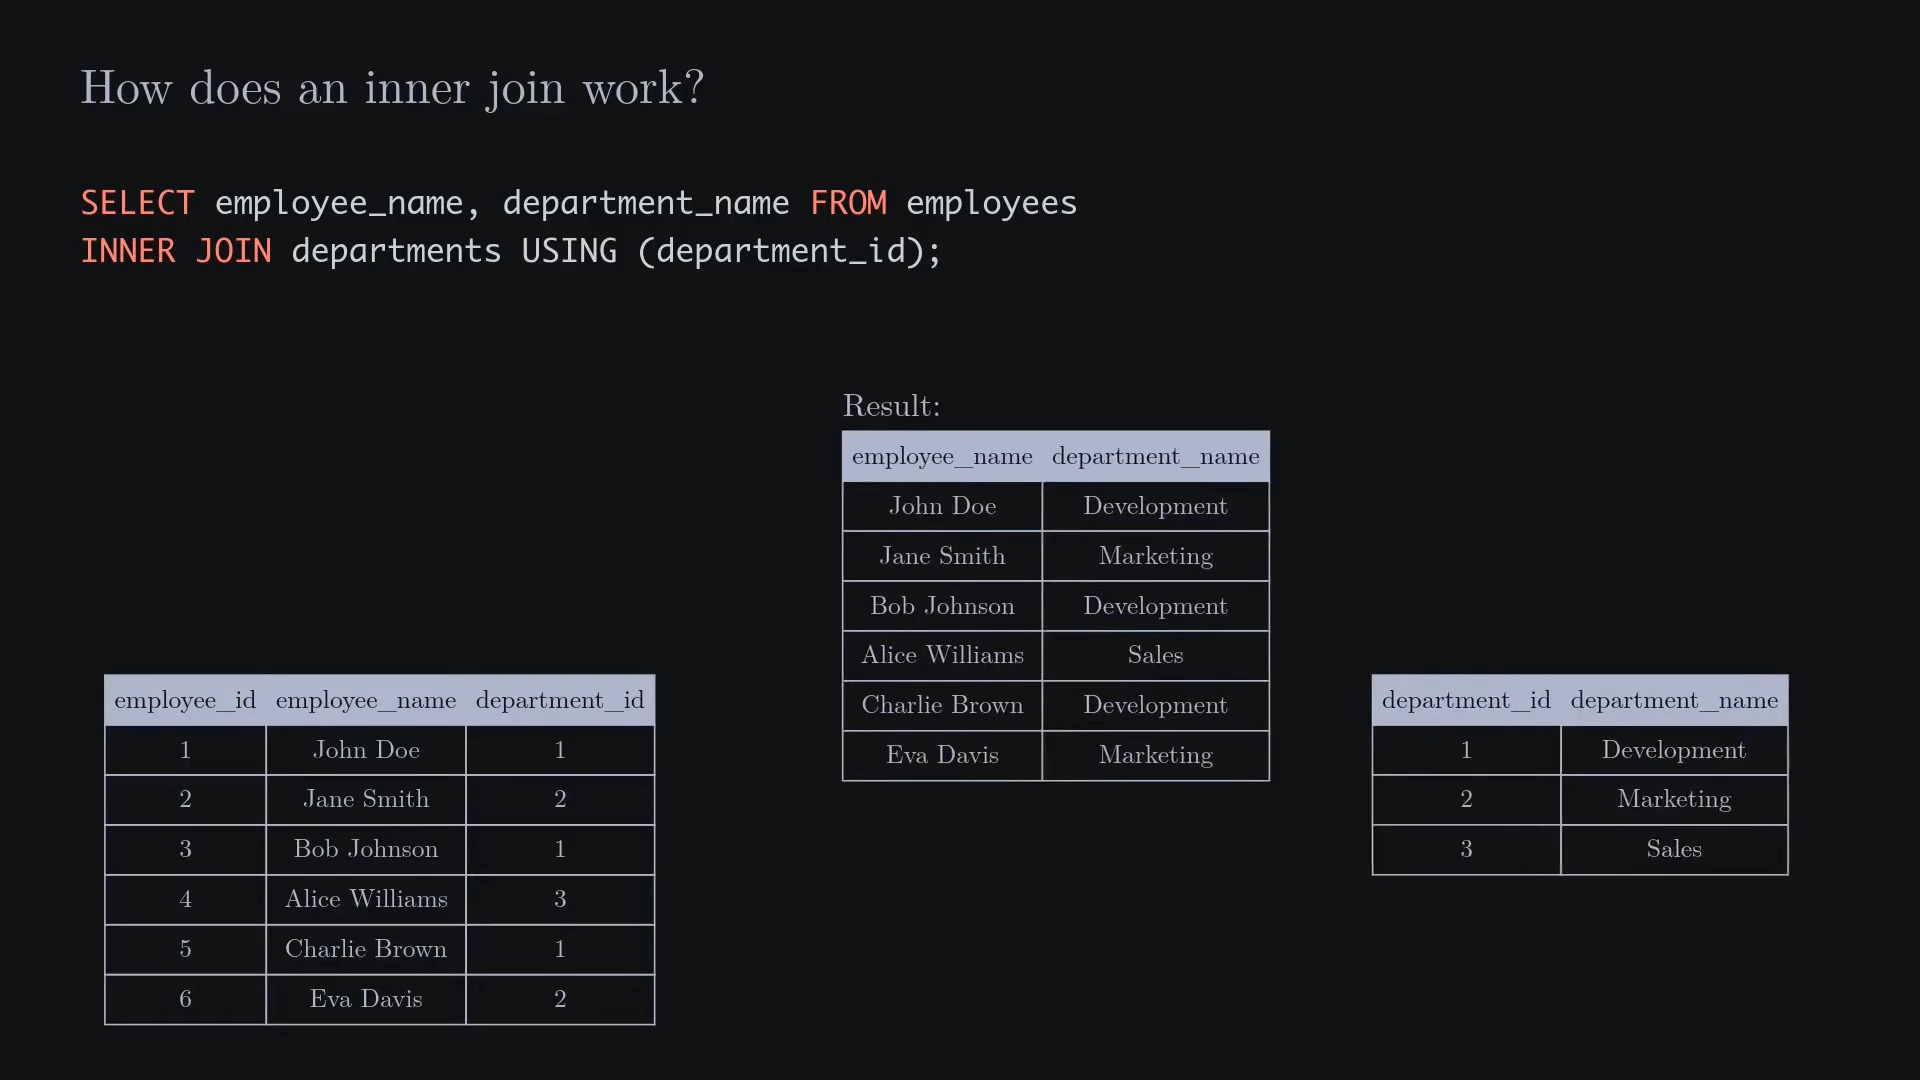 How does an inner join work?
SELECT employee_name, department_name FROM employees
INNER JOIN departments USING (department_id);
Result:
employee_name department_name
John Doe Development
Jane Smith Marketing
Bob Johnson Development
Alice Williams Sales
Charlie Brown Development
Eva Davis Marketing
employee_id employee_name department_id
1 John Doe 1
2 Jane Smith 2
3 Bob Johnson 1
4 Alice Williams 3
5 Charlie Brown 1
6 Eva Davis 2
department_id department_name
1 Development
2 Marketing
3 Sales